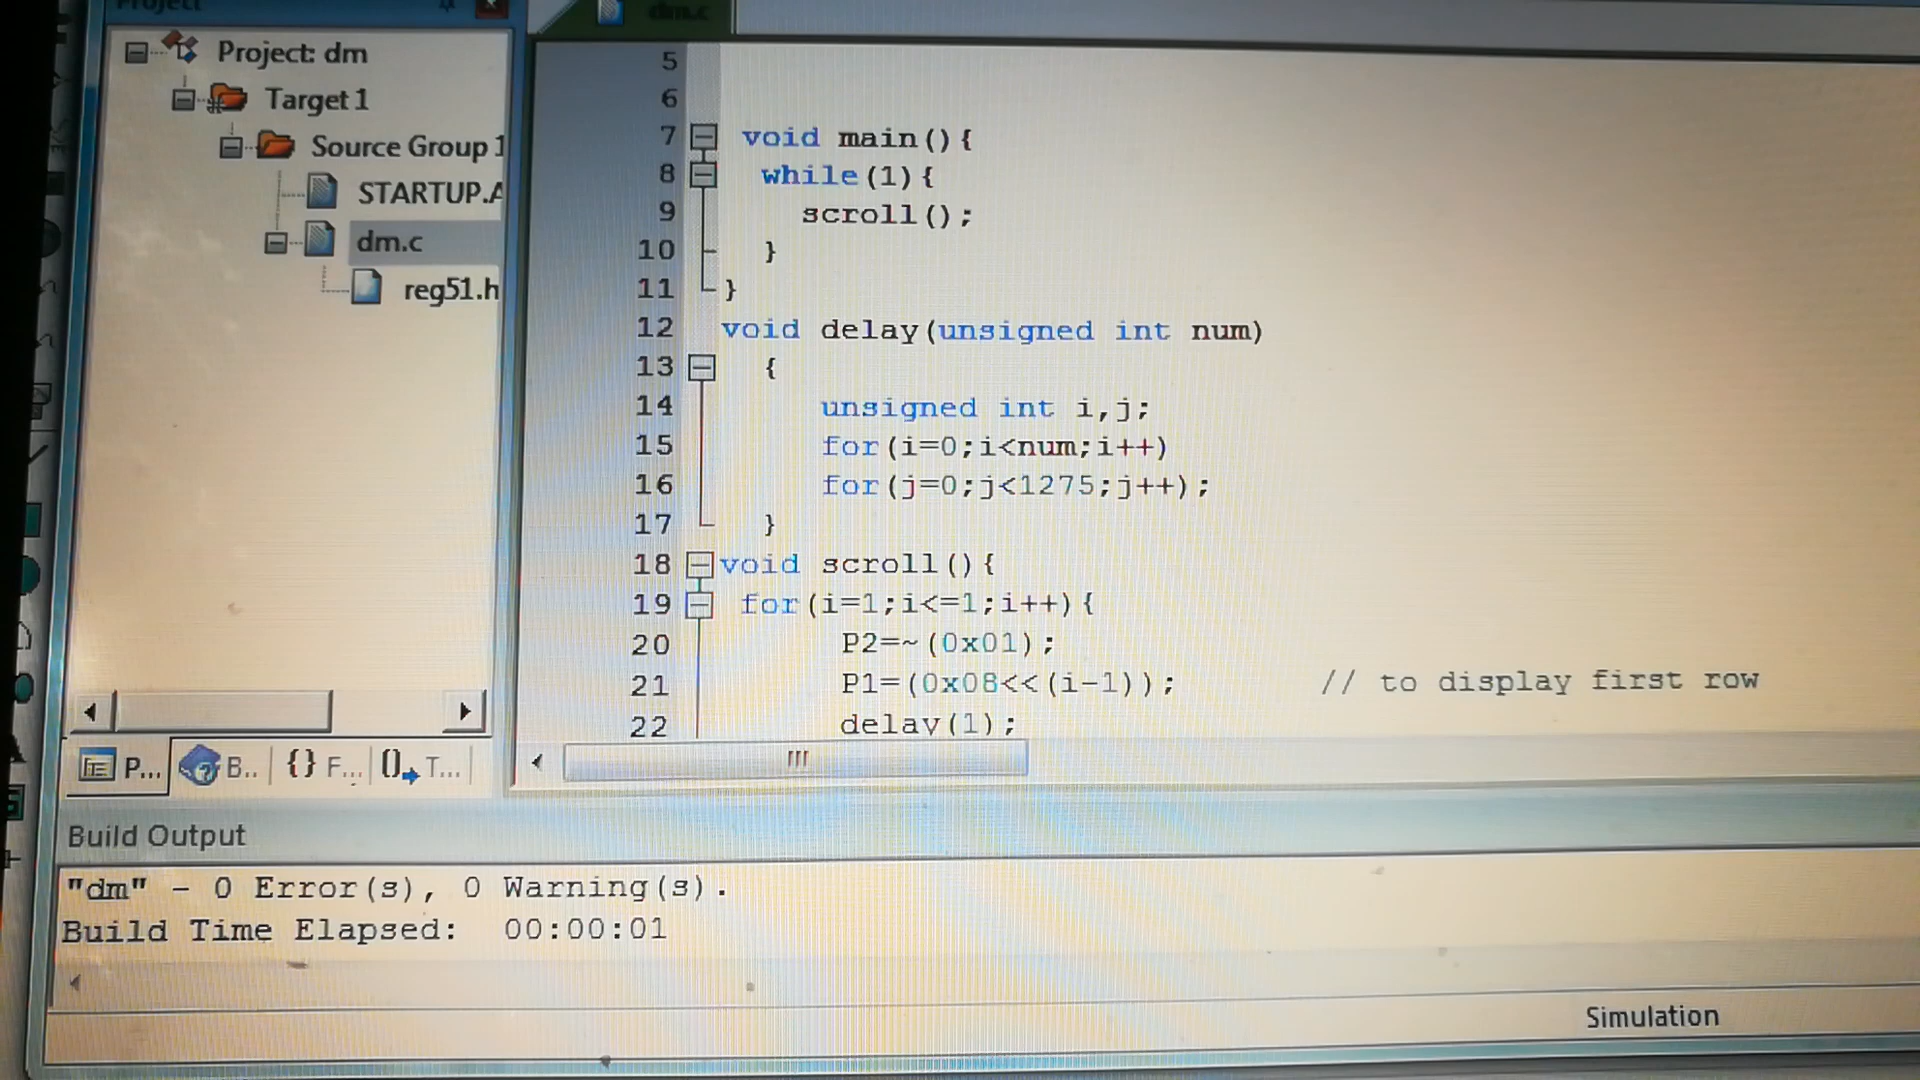 Project
Project: dm
Target 1
Source Group 1
STARTUP.A
dm.c
reg51.h
P...
B..
{} F...
T...
dm.c
5
6
7 void main(){
8 while(1){
9 scroll();
10 }
11 }
12 void delay(unsigned int num)
13 {
14 unsigned int i,j;
15 for(i=0;i<num;i++)
16 for(j=0;j<1275;j++);
17 }
18 void scroll(){
19 for(i=1;i<=1;i++){
20 P2=~(0x01);
21 P1=(0x08<<(i-1)); // to display first row
22 delay(1);
Build Output
"dm" - 0 Error(s), 0 Warning(s).
Build Time Elapsed: 00:00:01
Simulation